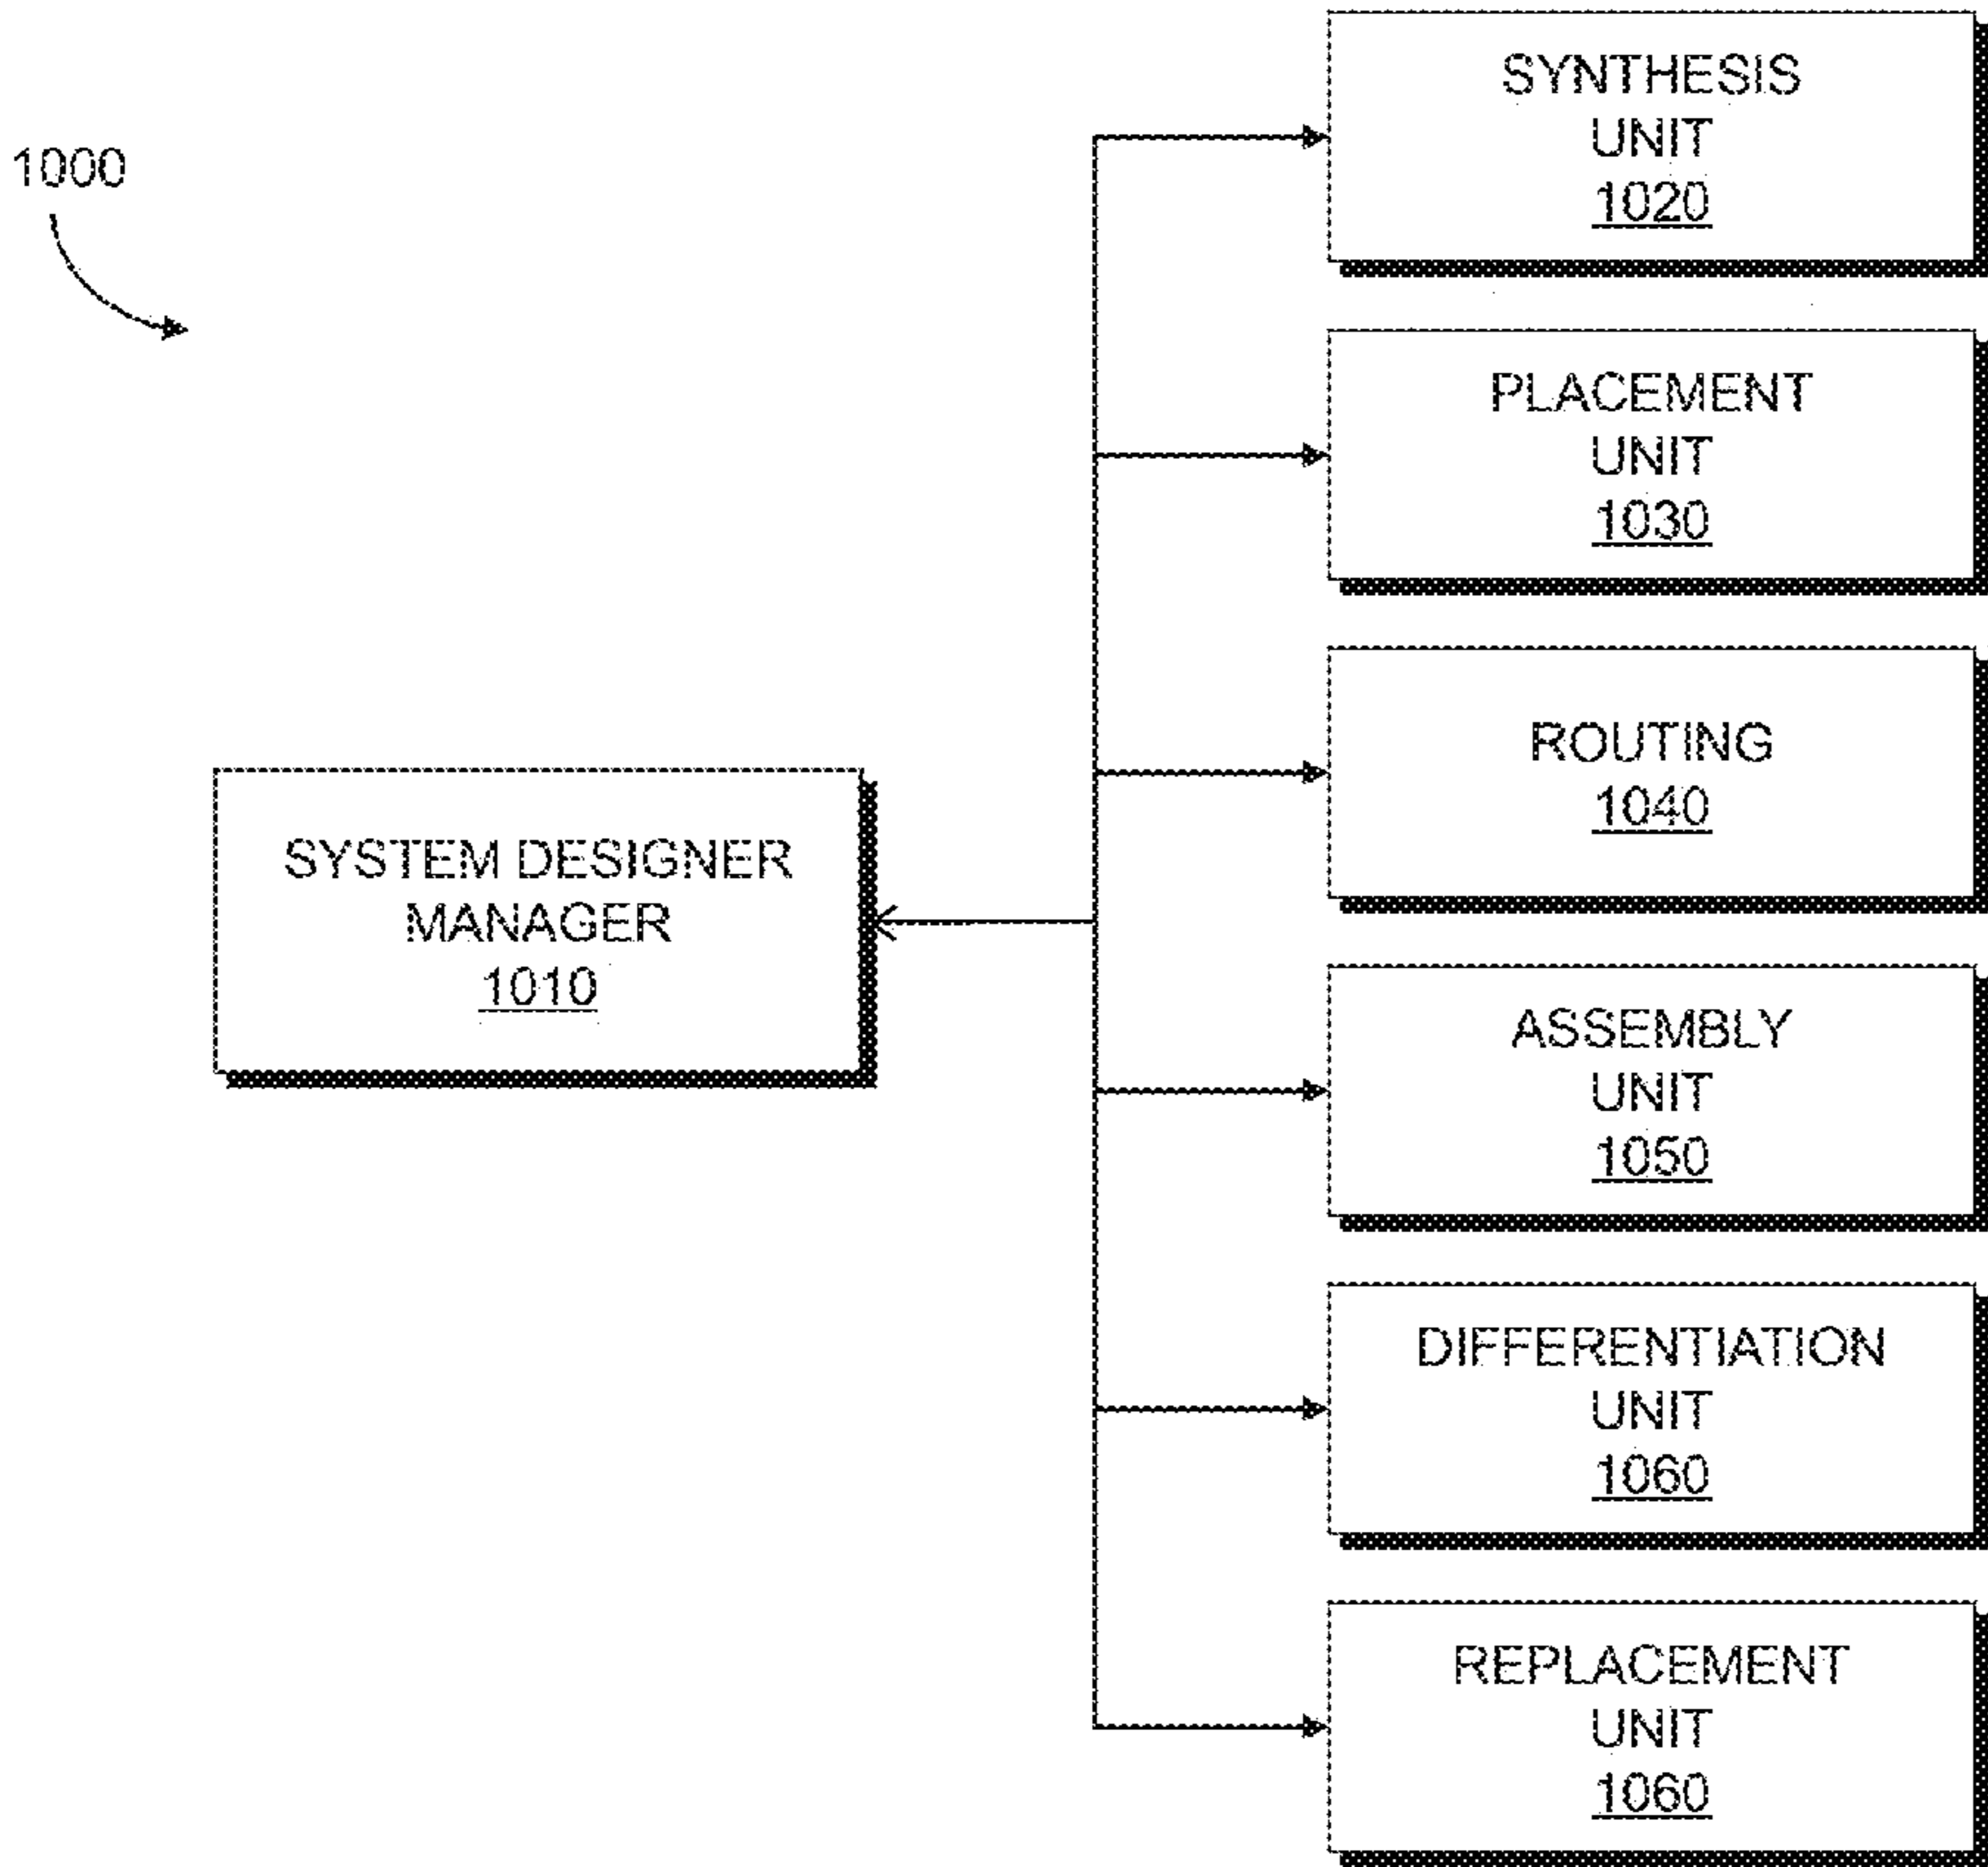 1000
SYNTHESIS
UNIT
1020
PLACEMENT
UNIT
1030
ROUTING
1040
SYSTEM DESIGNER
MANAGER
1010
ASSEMBLY
UNIT
1050
DIFFERENTIATION
UNIT
1060
REPLACEMENT
UNIT
1060